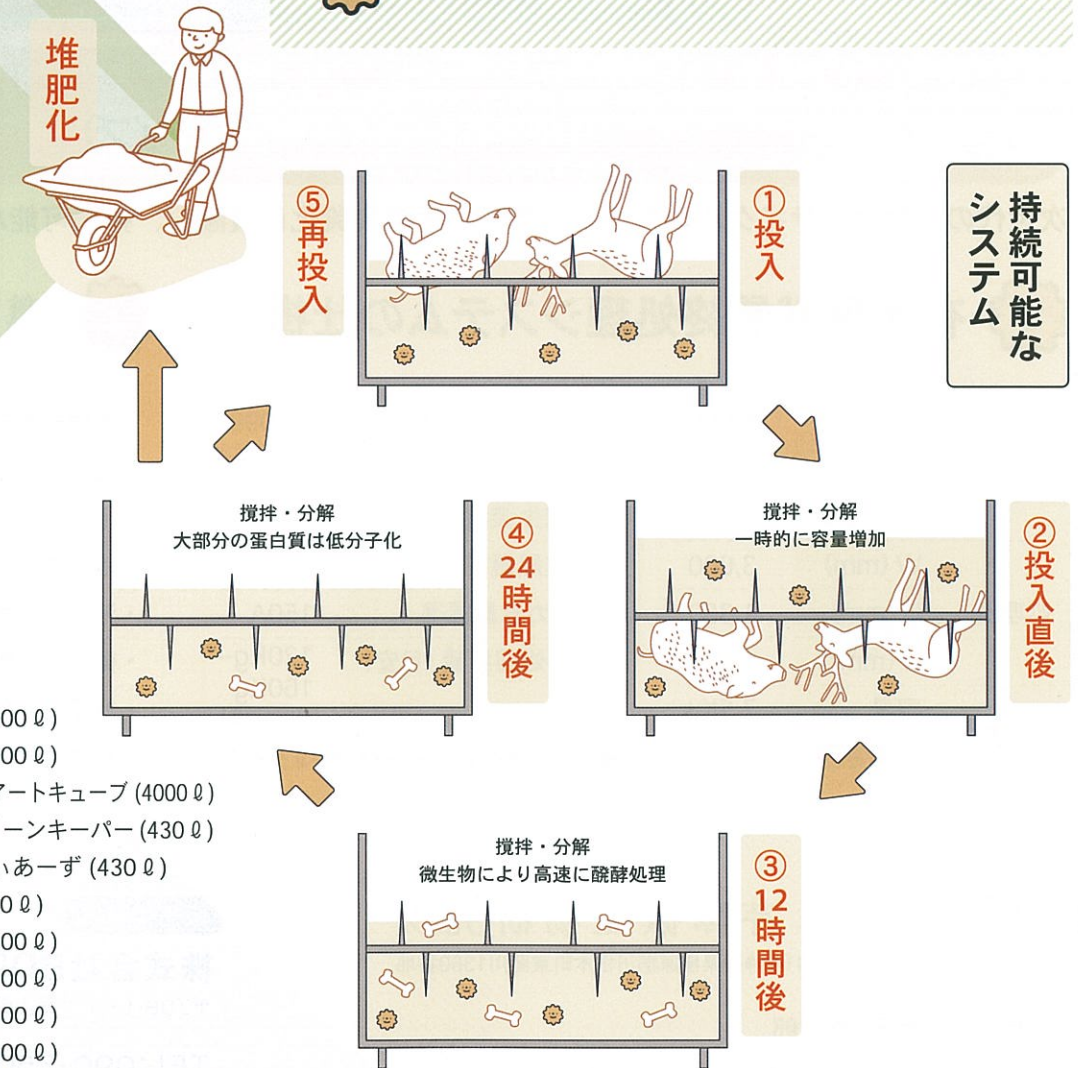 堆肥化
持続可能な
システム
①投入
⑤再投入
②投入直後
撹拌・分解
一時的に容量増加
③12時間後
撹拌・分解
微生物により高速に醗酵処理
④24時間後
撹拌・分解
大部分の蛋白質は低分子化
00ℓ)
00ℓ)
アートキューブ (4000ℓ)
ーンキーパー (430ℓ)
ぃあーず (430ℓ)
0ℓ)
00ℓ)
00ℓ)
00ℓ)
00ℓ)